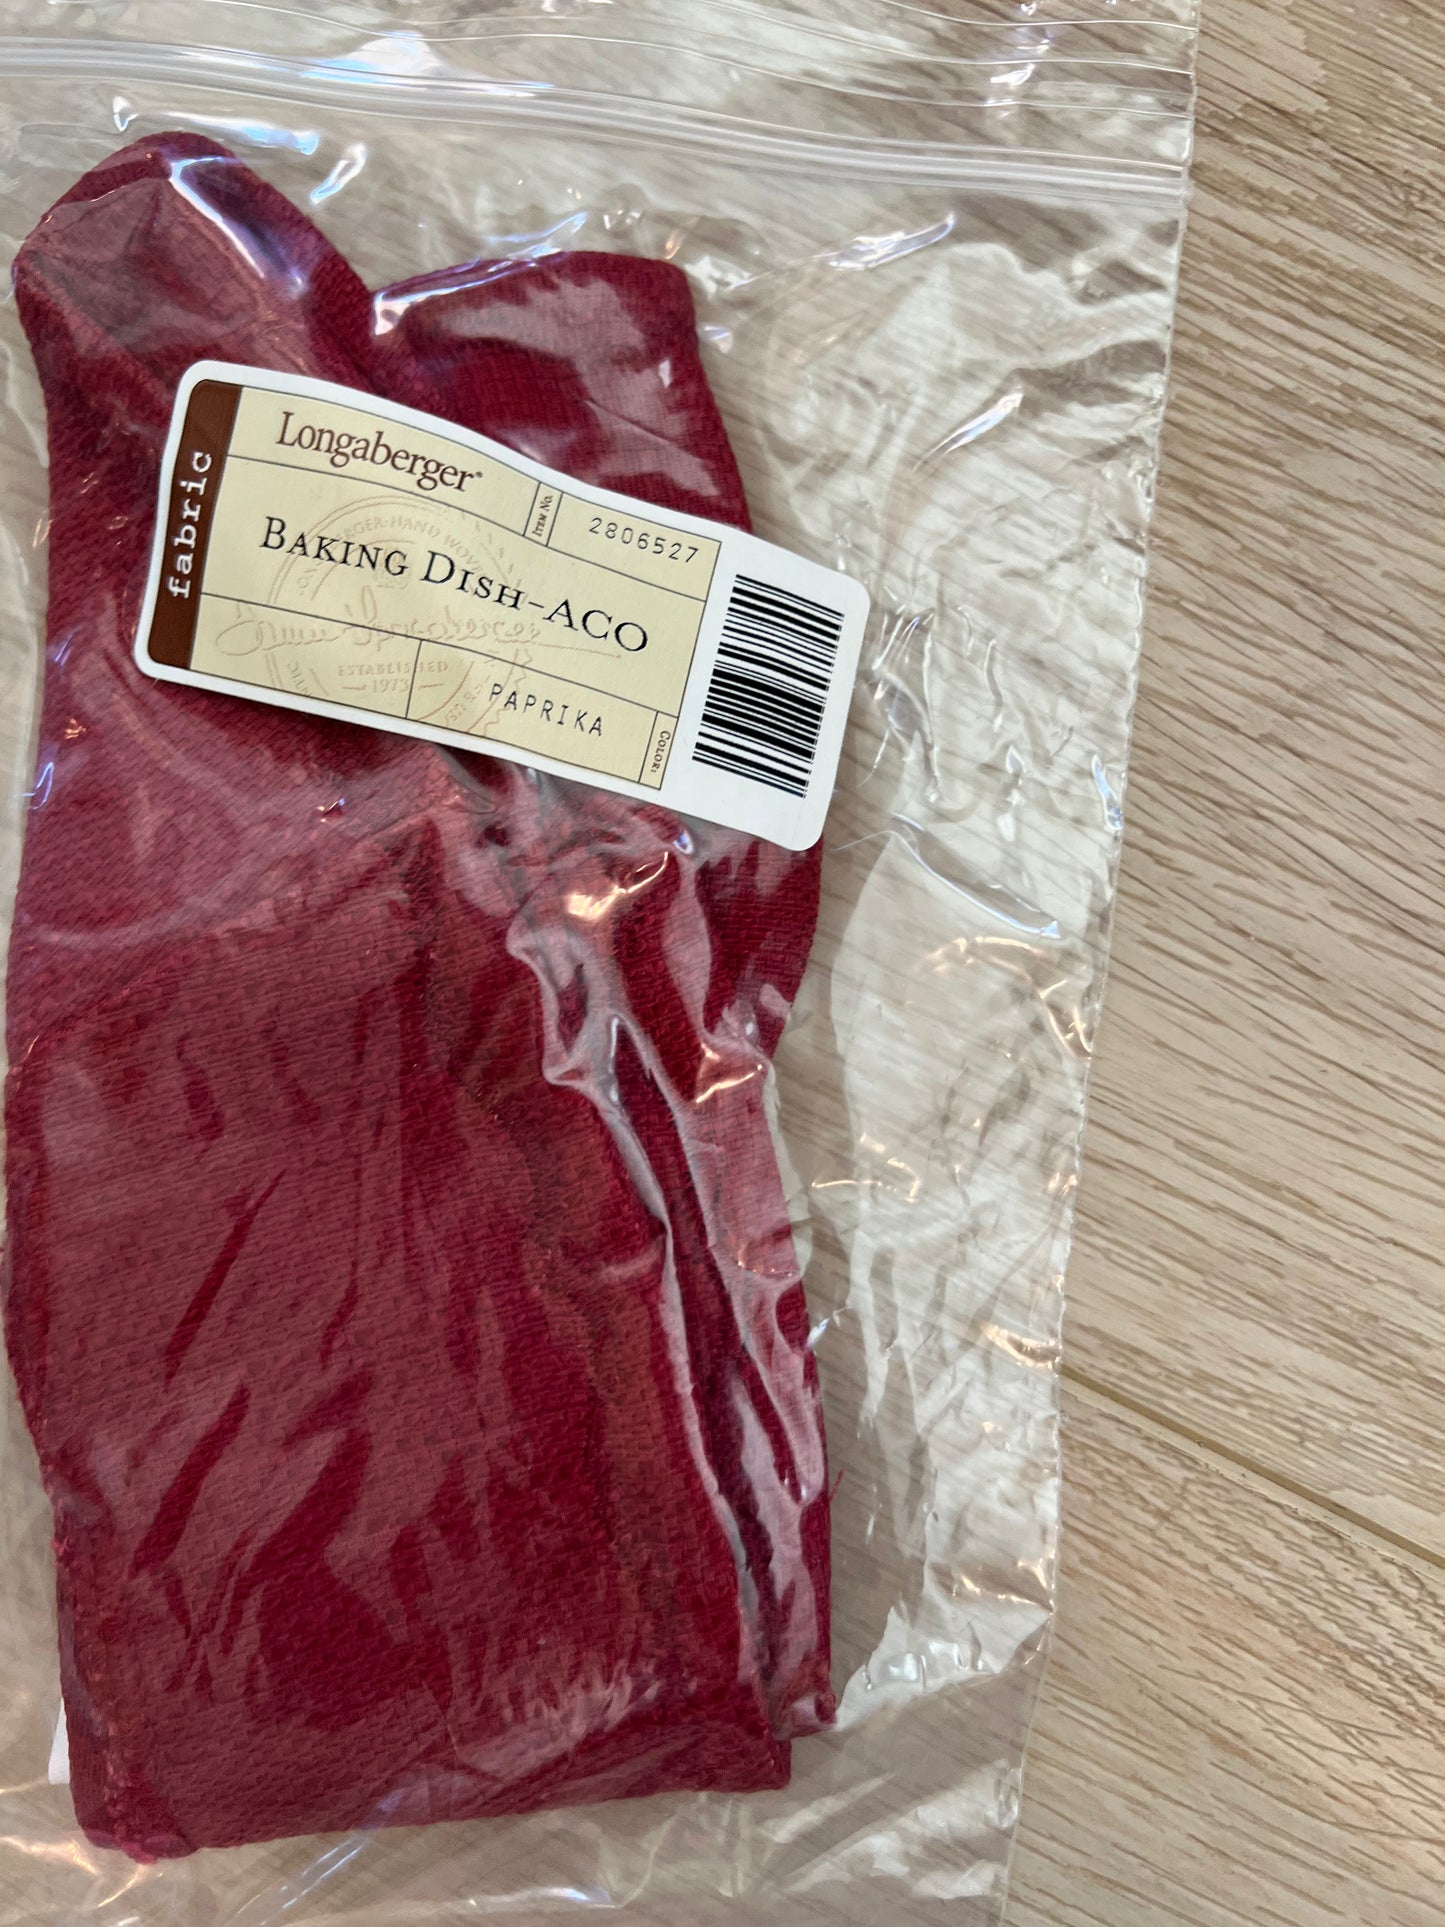 fabric
Longaberger®
Item No.
2806527
Baking Dish-ACO
ESTABLISHED
1973
PAPRIKA
Color: